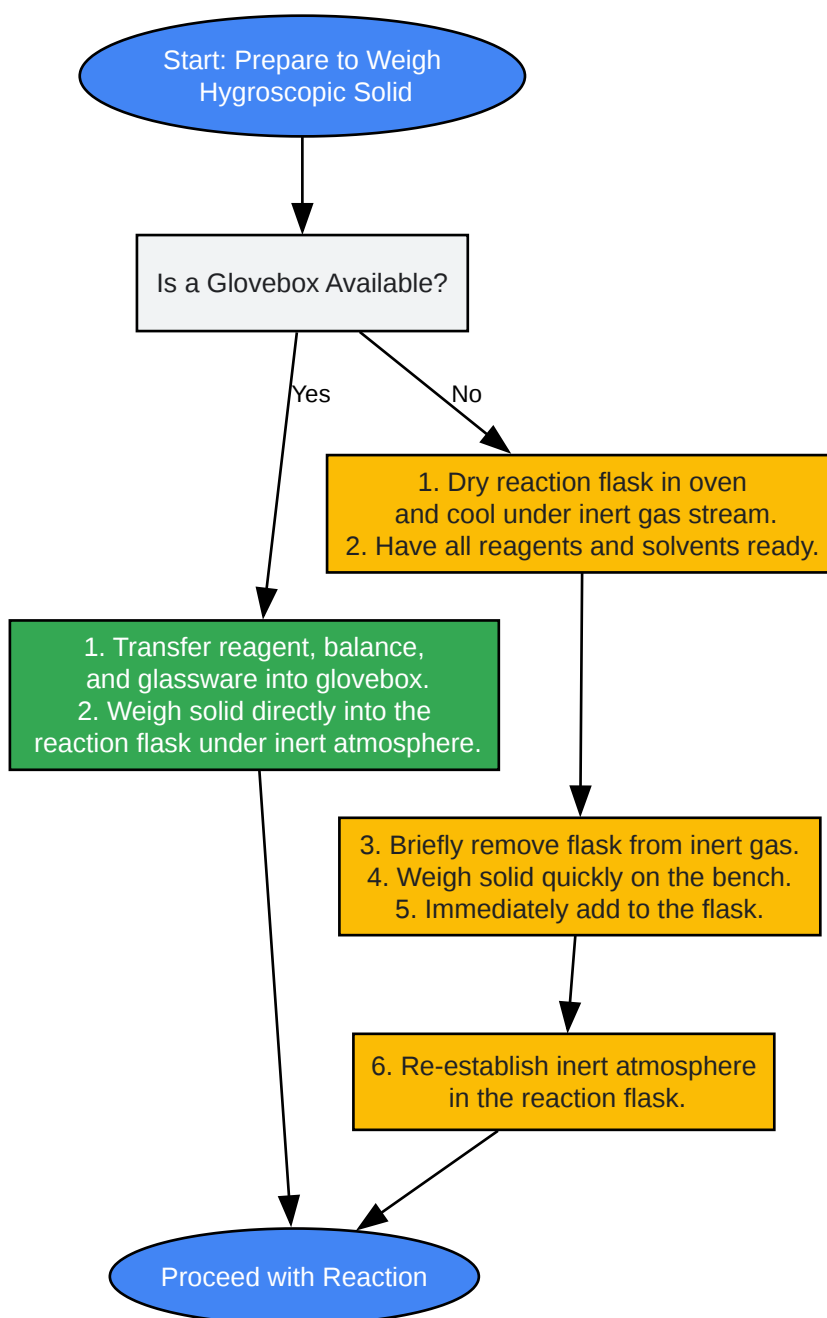 Start: Prepare to Weigh
Hygroscopic Solid
Is a Glovebox Available?
Yes
No
1. Dry reaction flask in oven
and cool under inert gas stream.
2. Have all reagents and solvents ready.
1. Transfer reagent, balance,
and glassware into glovebox.
2. Weigh solid directly into the
reaction flask under inert atmosphere.
3. Briefly remove flask from inert gas.
4. Weigh solid quickly on the bench.
5. Immediately add to the flask.
6. Re-establish inert atmosphere
in the reaction flask.
Proceed with Reaction